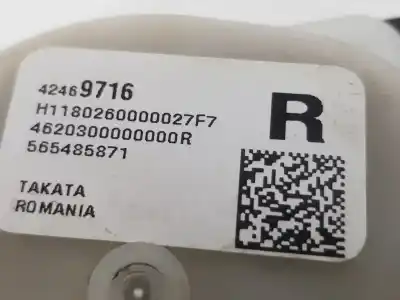 42469716
R
H1180260000027F7
4620300000000R
565485871
TAKATA
ROMANIA